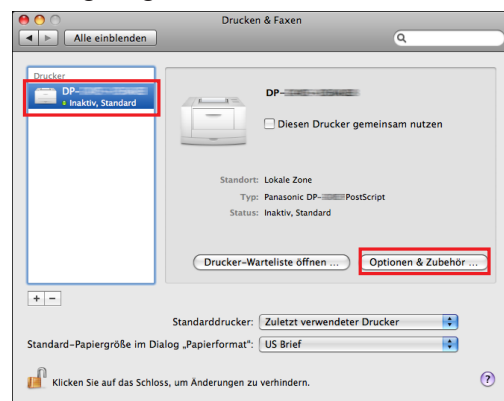 Drucken & Faxen
Alle einblenden
Drucker
DP-
Inaktiv, Standard
DP-
Diesen Drucker gemeinsam nutzen
Standort: Lokale Zone
Typ: Panasonic DP- PostScript
Status: Inaktiv, Standard
Drucker-Warteliste öffnen ...
Optionen & Zubehör ...
Standarddrucker: Zuletzt verwendeter Drucker
Standard-Papiergröße im Dialog „Papierformat“: US Brief
Klicken Sie auf das Schloss, um Änderungen zu verhindern.